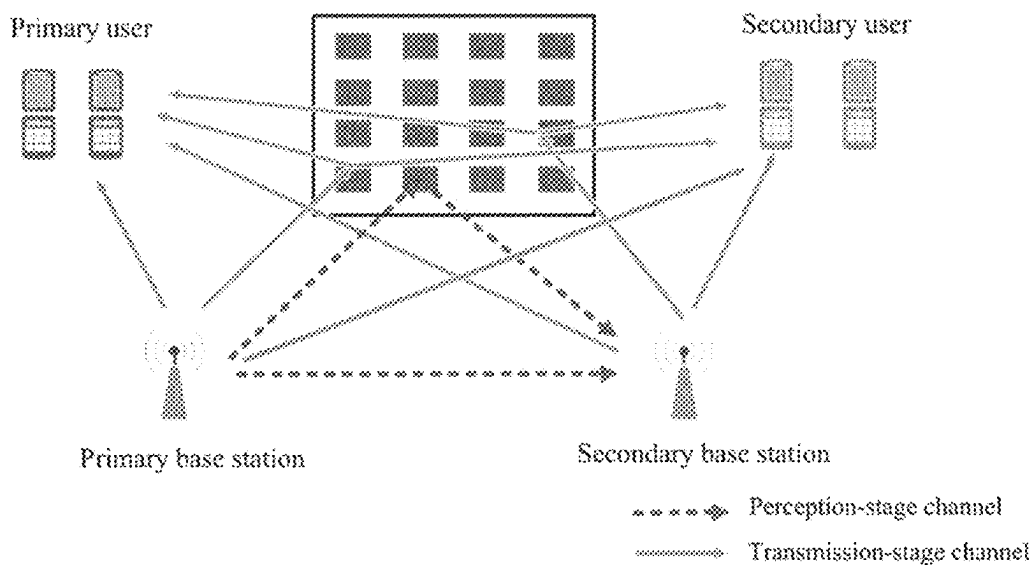 Primary user
Secondary user
Primary base station
Secondary base station
Perception-stage channel
Transmission-stage channel